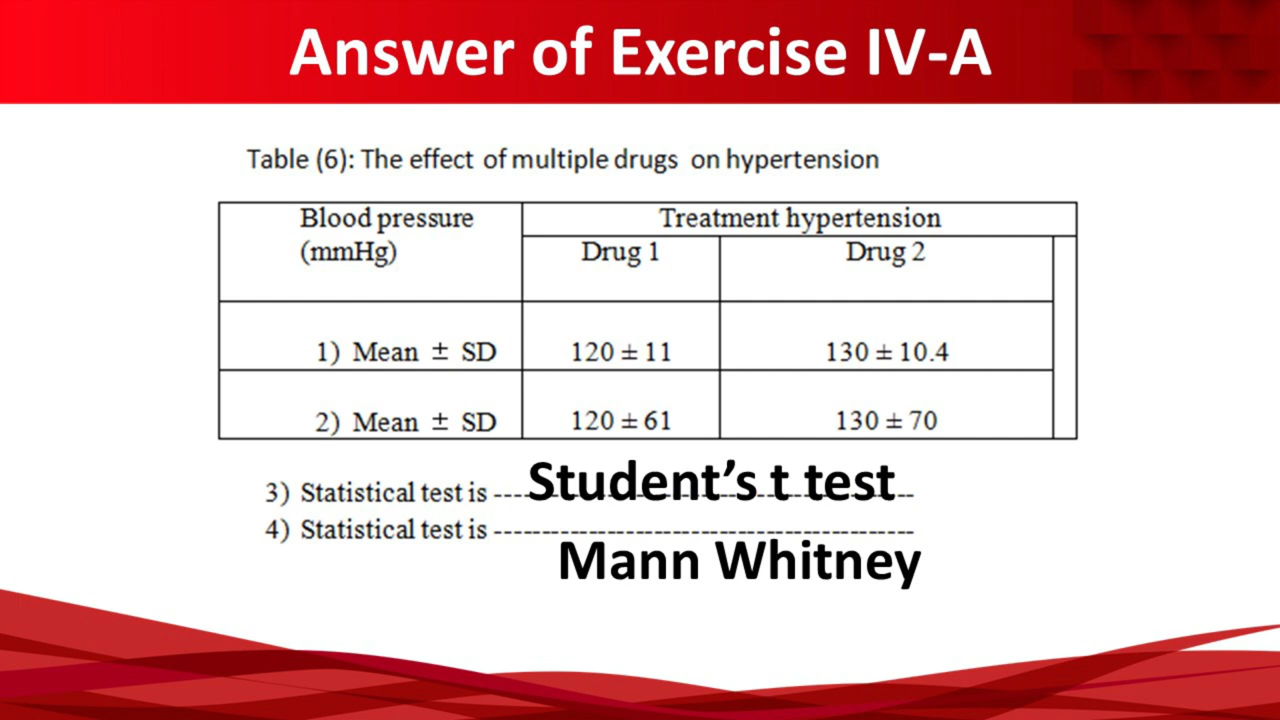 Answer of Exercise IV-A
Table (6): The effect of multiple drugs on hypertension
Blood pressure (mmHg)
Treatment hypertension
Drug 1
Drug 2
1) Mean ± SD
120 ± 11
130 ± 10.4
2) Mean ± SD
120 ± 61
130 ± 70
3) Statistical test is ---- Student's t test --
4) Statistical test is --------------------------------------------
Mann Whitney